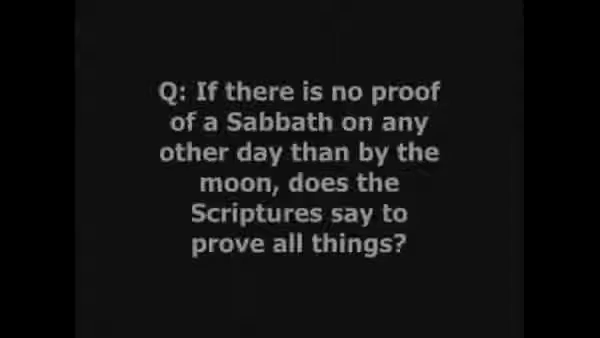 Q: If there is no proof
of a Sabbath on any
other day than by the
moon, does the
Scriptures say to
prove all things?